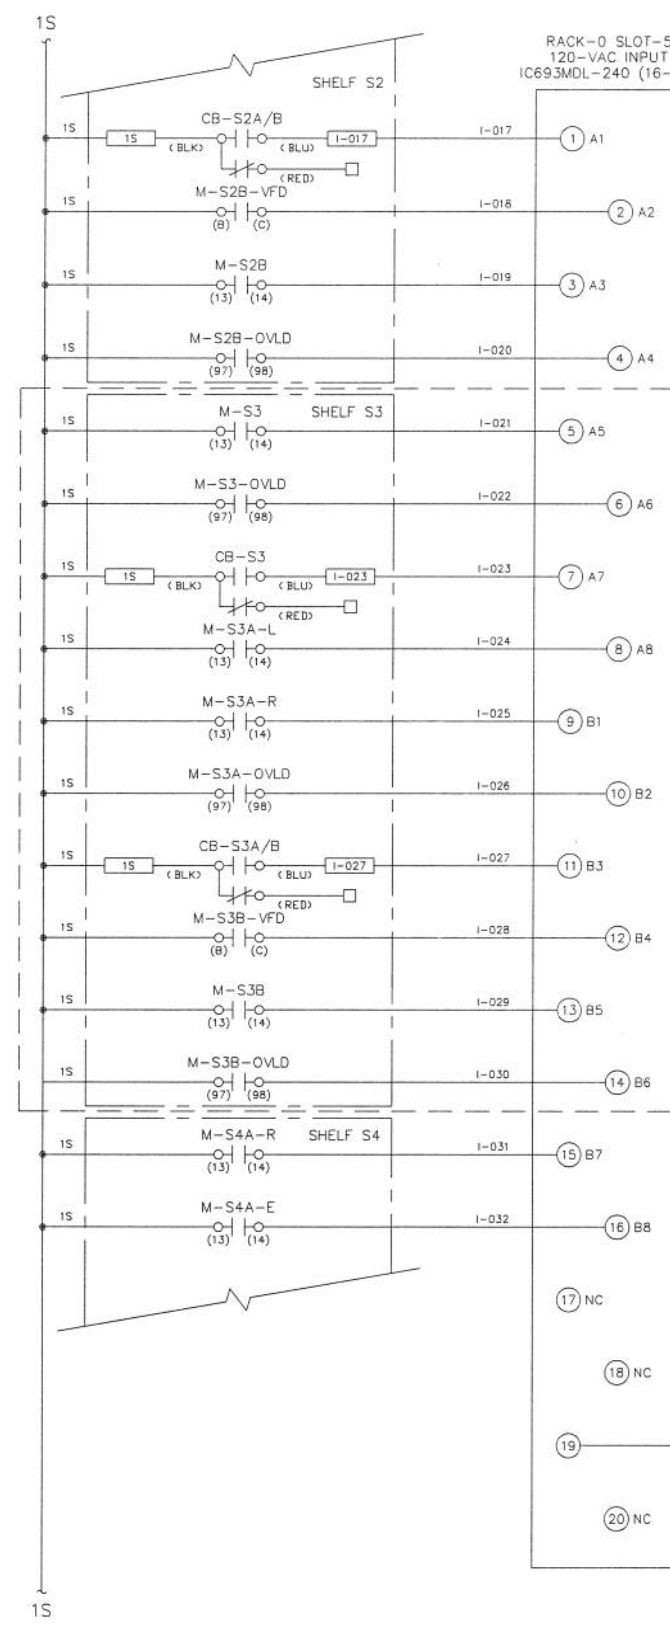 1S
RACK-0 SLOT-5
120-VAC INPUT
IC693MDL-240 (16-
SHELF S2
CB-S2A/B
1S
1S
(BLK)
(BLU)
I-017
I-017
1 A1
(RED)
M-S2B-VFD
1S
(B) (C)
I-018
2 A2
M-S2B
1S
(13) (14)
I-019
3 A3
M-S2B-OVLD
1S
(97) (98)
I-020
4 A4
M-S3
SHELF S3
1S
(13) (14)
I-021
5 A5
M-S3-OVLD
1S
(97) (98)
I-022
6 A6
CB-S3
1S
1S
(BLK)
(BLU)
I-023
I-023
7 A7
(RED)
M-S3A-L
1S
(13) (14)
I-024
8 A8
M-S3A-R
1S
(13) (14)
I-025
9 B1
M-S3A-OVLD
1S
(97) (98)
I-026
10 B2
CB-S3A/B
1S
1S
(BLK)
(BLU)
I-027
I-027
11 B3
(RED)
M-S3B-VFD
1S
(B) (C)
I-028
12 B4
M-S3B
1S
(13) (14)
I-029
13 B5
M-S3B-OVLD
1S
(97) (98)
I-030
14 B6
M-S4A-R
SHELF S4
1S
(13) (14)
I-031
15 B7
M-S4A-E
1S
(13) (14)
I-032
16 B8
17 NC
18 NC
19
20 NC
1S